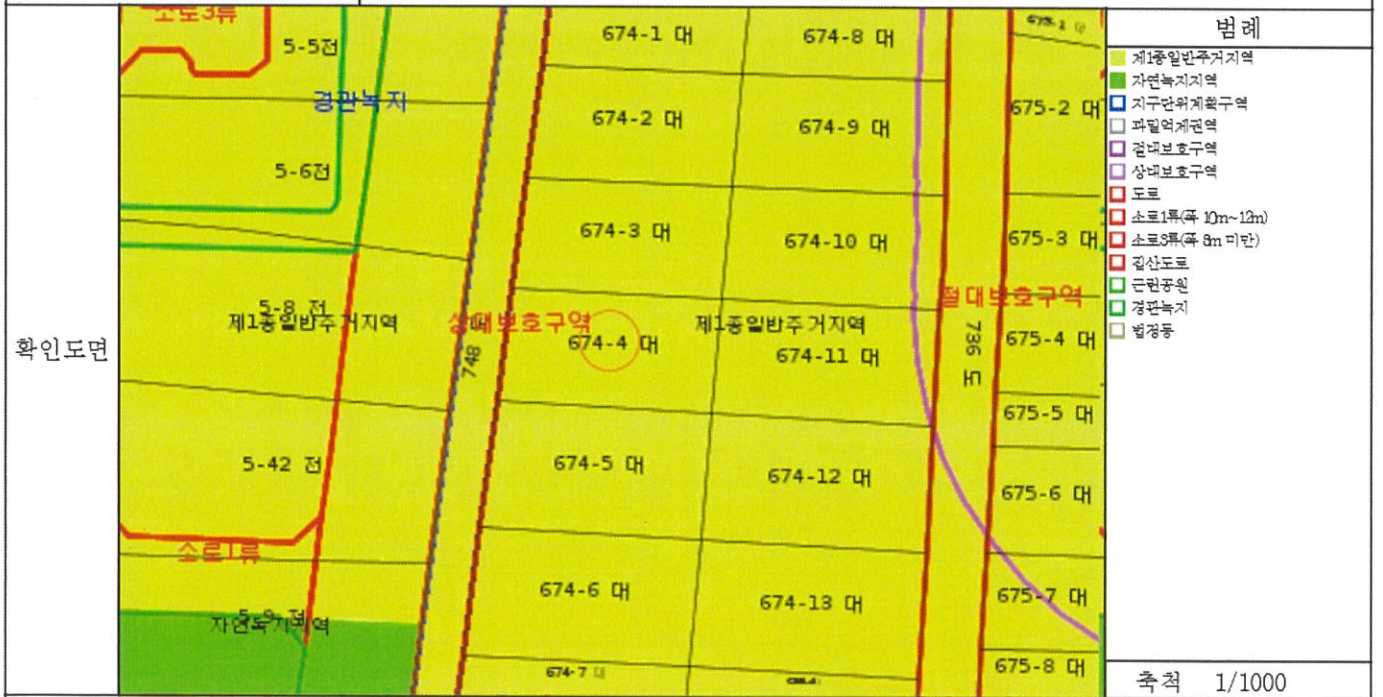 확인도면
소로3류
5-5전
경관녹지
5-6전
5-8 전
제1종일반주거지역
상대보호구역
748
5-42 전
소로1류
5-9 전
자연녹지지역
674-1 대
674-8 대
674-2 대
674-9 대
674-3 대
674-10 대
674-4 대
제1종일반주거지역
674-11 대
674-5 대
674-12 대
674-6 대
674-13 대
674-7 대
절대보호구역
736 도
675-1 대
675-2 대
675-3 대
675-4 대
675-5 대
675-6 대
675-7 대
675-8 대
범례
제1종일반주거지역
자연녹지지역
지구단위계획구역
과밀억제권역
절대보호구역
상대보호구역
도로
소로1류(폭 10m~12m)
소로3류(폭 8m 미만)
집산도로
근린공원
경관녹지
법정동
축척 1/1000